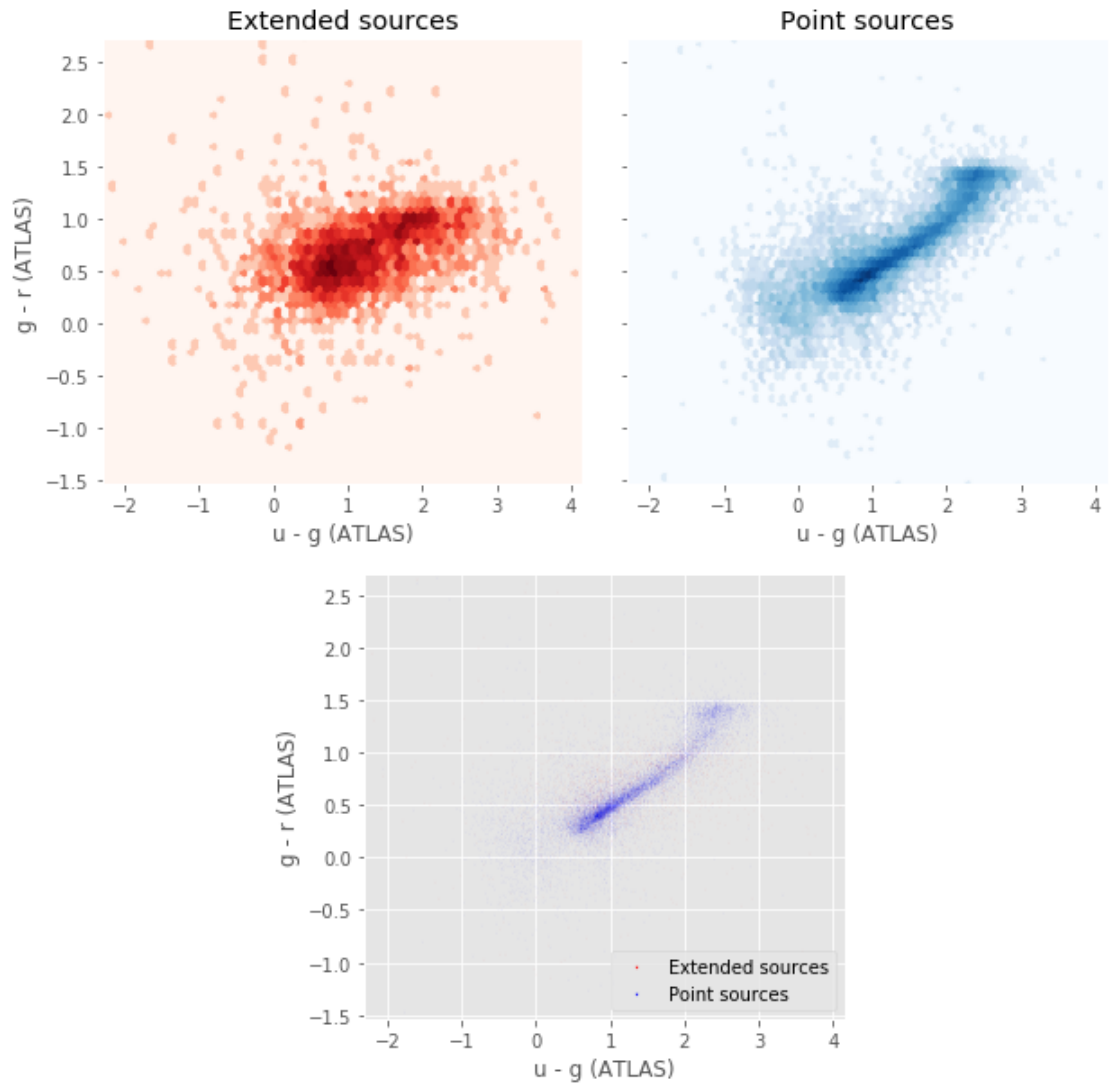 Extended sources
Point sources
2.5
2.0
1.5
1.0
0.5
0.0
−0.5
−1.0
−1.5
g - r (ATLAS)
−2 −1 0 1 2 3 4
u - g (ATLAS)
−2 −1 0 1 2 3 4
u - g (ATLAS)
2.5
2.0
1.5
1.0
0.5
0.0
−0.5
−1.0
−1.5
g - r (ATLAS)
Extended sources
Point sources
−2 −1 0 1 2 3 4
u - g (ATLAS)